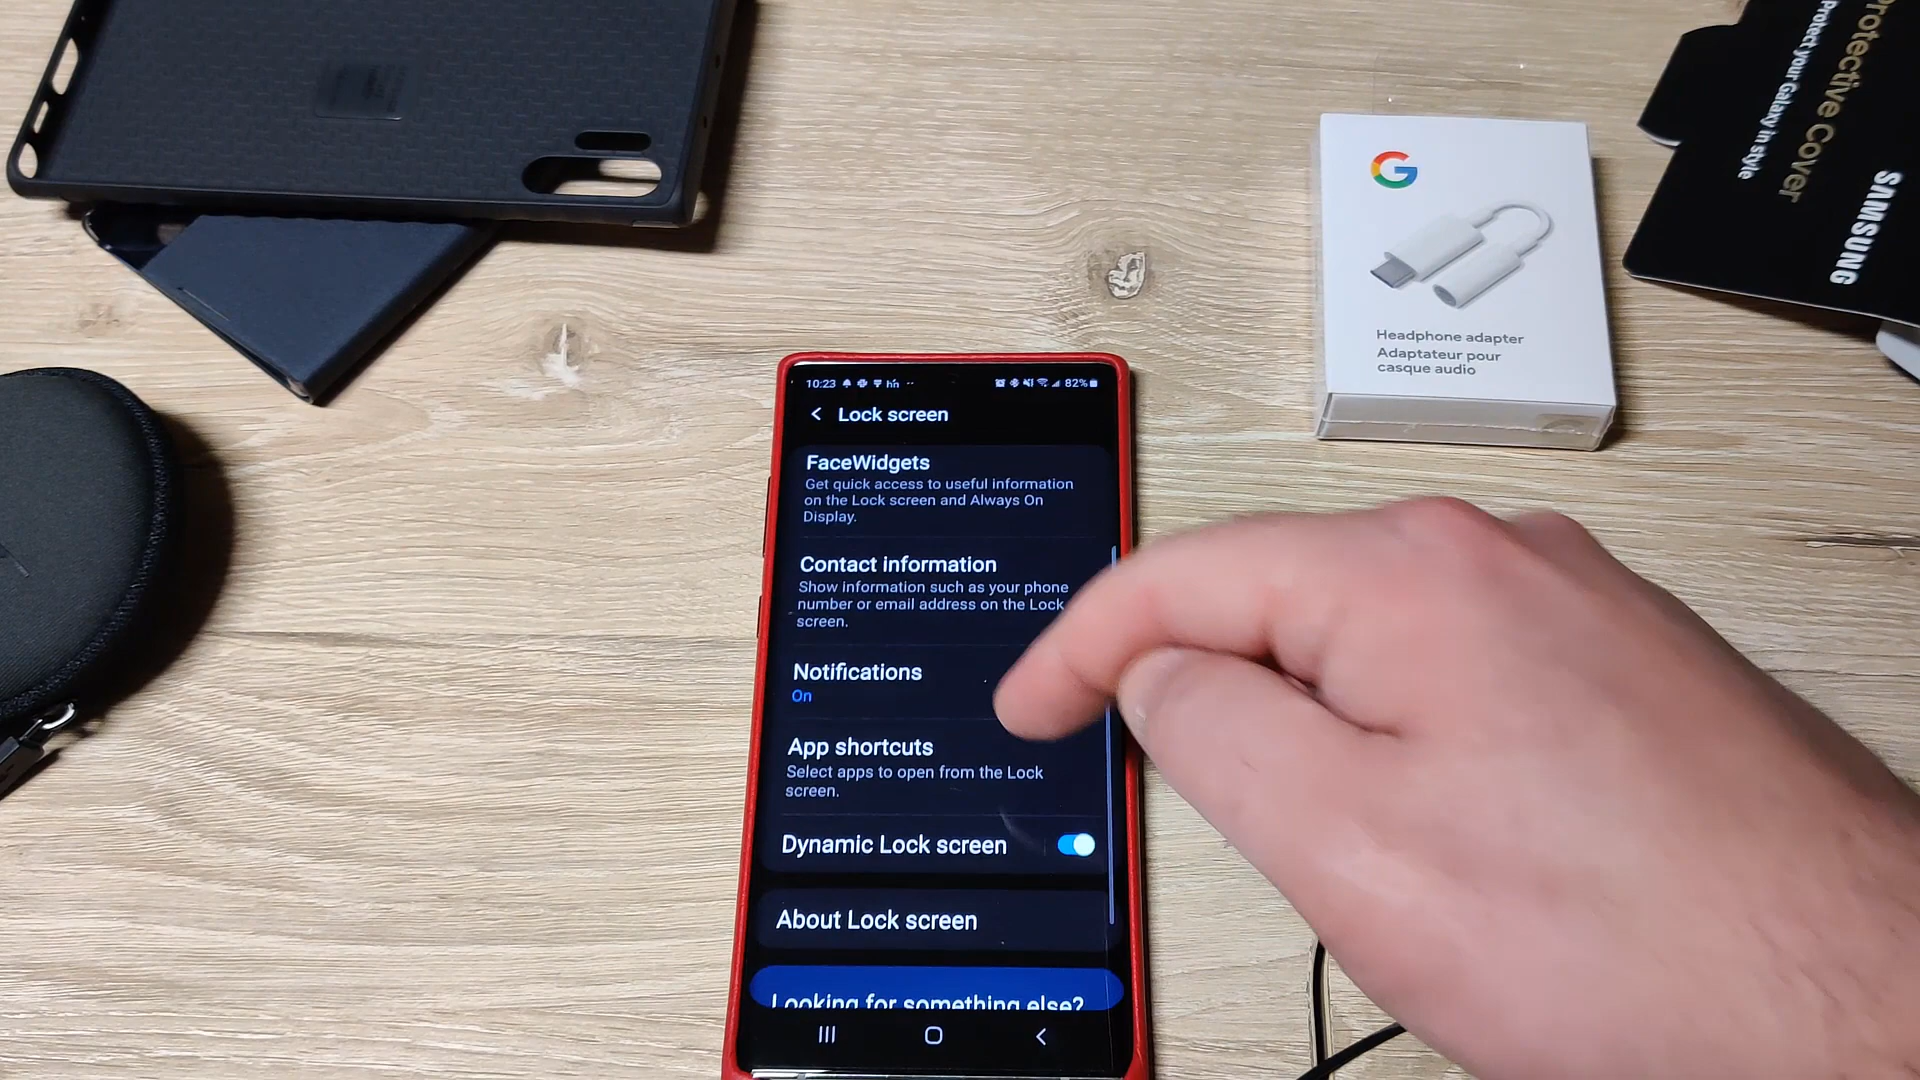 10:23
82%
Lock screen
FaceWidgets
Get quick access to useful information
on the Lock screen and Always On
Display.
Contact information
Show information such as your phone
number or email address on the Lock
screen.
Notifications
On
App shortcuts
Select apps to open from the Lock
screen.
Dynamic Lock screen
About Lock screen
Looking for something else?
G
Headphone adapter
Adaptateur pour
casque audio
Protective Cover
Protect your Galaxy in style
SAMSUNG